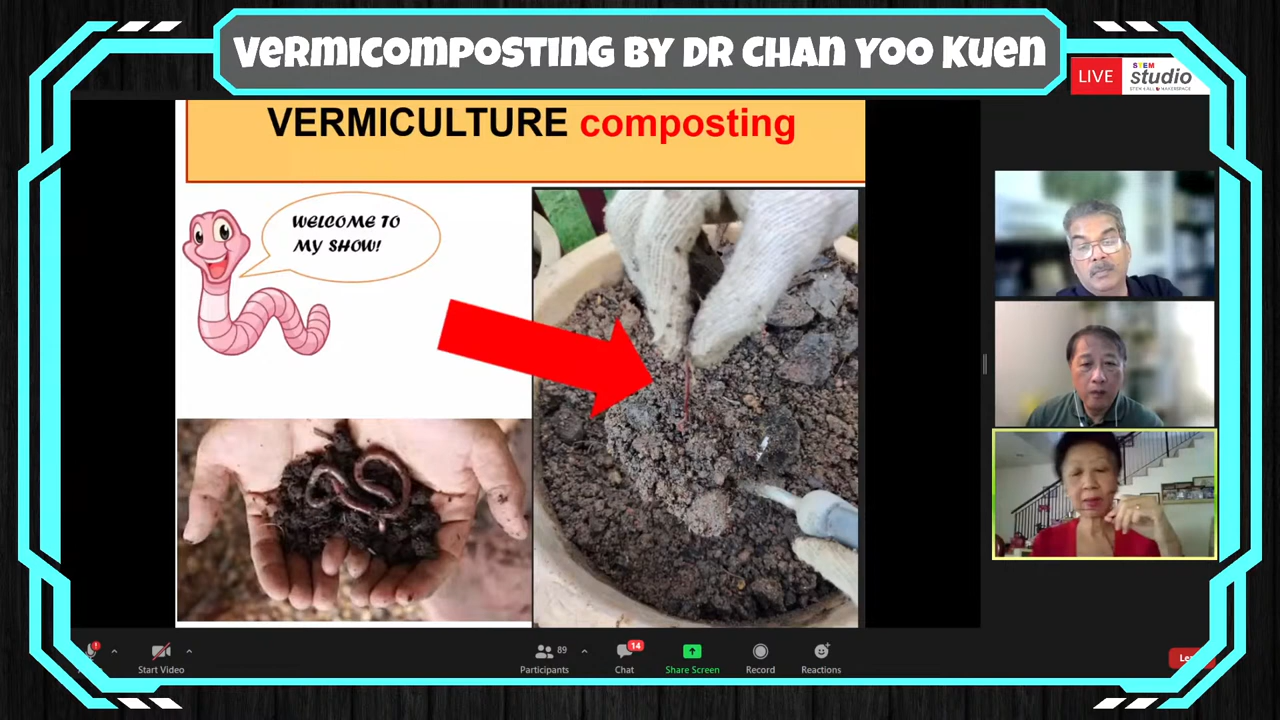 VERMICOMPOSTING BY DR CHAN YOO KUEN
LIVE
STEM
studio
VERMICULTURE composting
WELCOME TO
MY SHOW!
Start Video
89
Participants
14
Chat
Share Screen
Record
Reactions